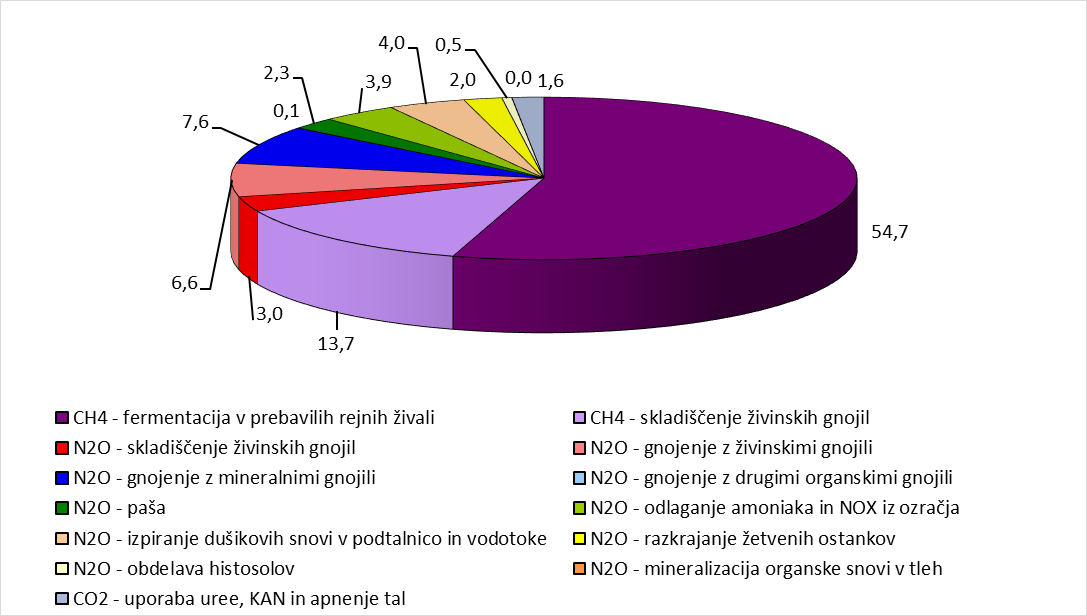 4,0
0,5
2,3
3,9
2,0
0,0
1,6
0,1
7,6
54,7
6,6
3,0
13,7
CH4 - fermentacija v prebavilih rejnih živali
CH4 - skladiščenje živinskih gnojil
N2O - skladiščenje živinskih gnojil
N2O - gnojenje z živinskimi gnojili
N2O - gnojenje z mineralnimi gnojili
N2O - gnojenje z drugimi organskimi gnojili
N2O - paša
N2O - odlaganje amoniaka in NOX iz ozračja
N2O - izpiranje dušikovih snovi v podtalnico in vodotoke
N2O - razkrajanje žetvenih ostankov
N2O - obdelava histosolov
N2O - mineralizacija organske snovi v tleh
CO2 - uporaba uree, KAN in apnenje tal